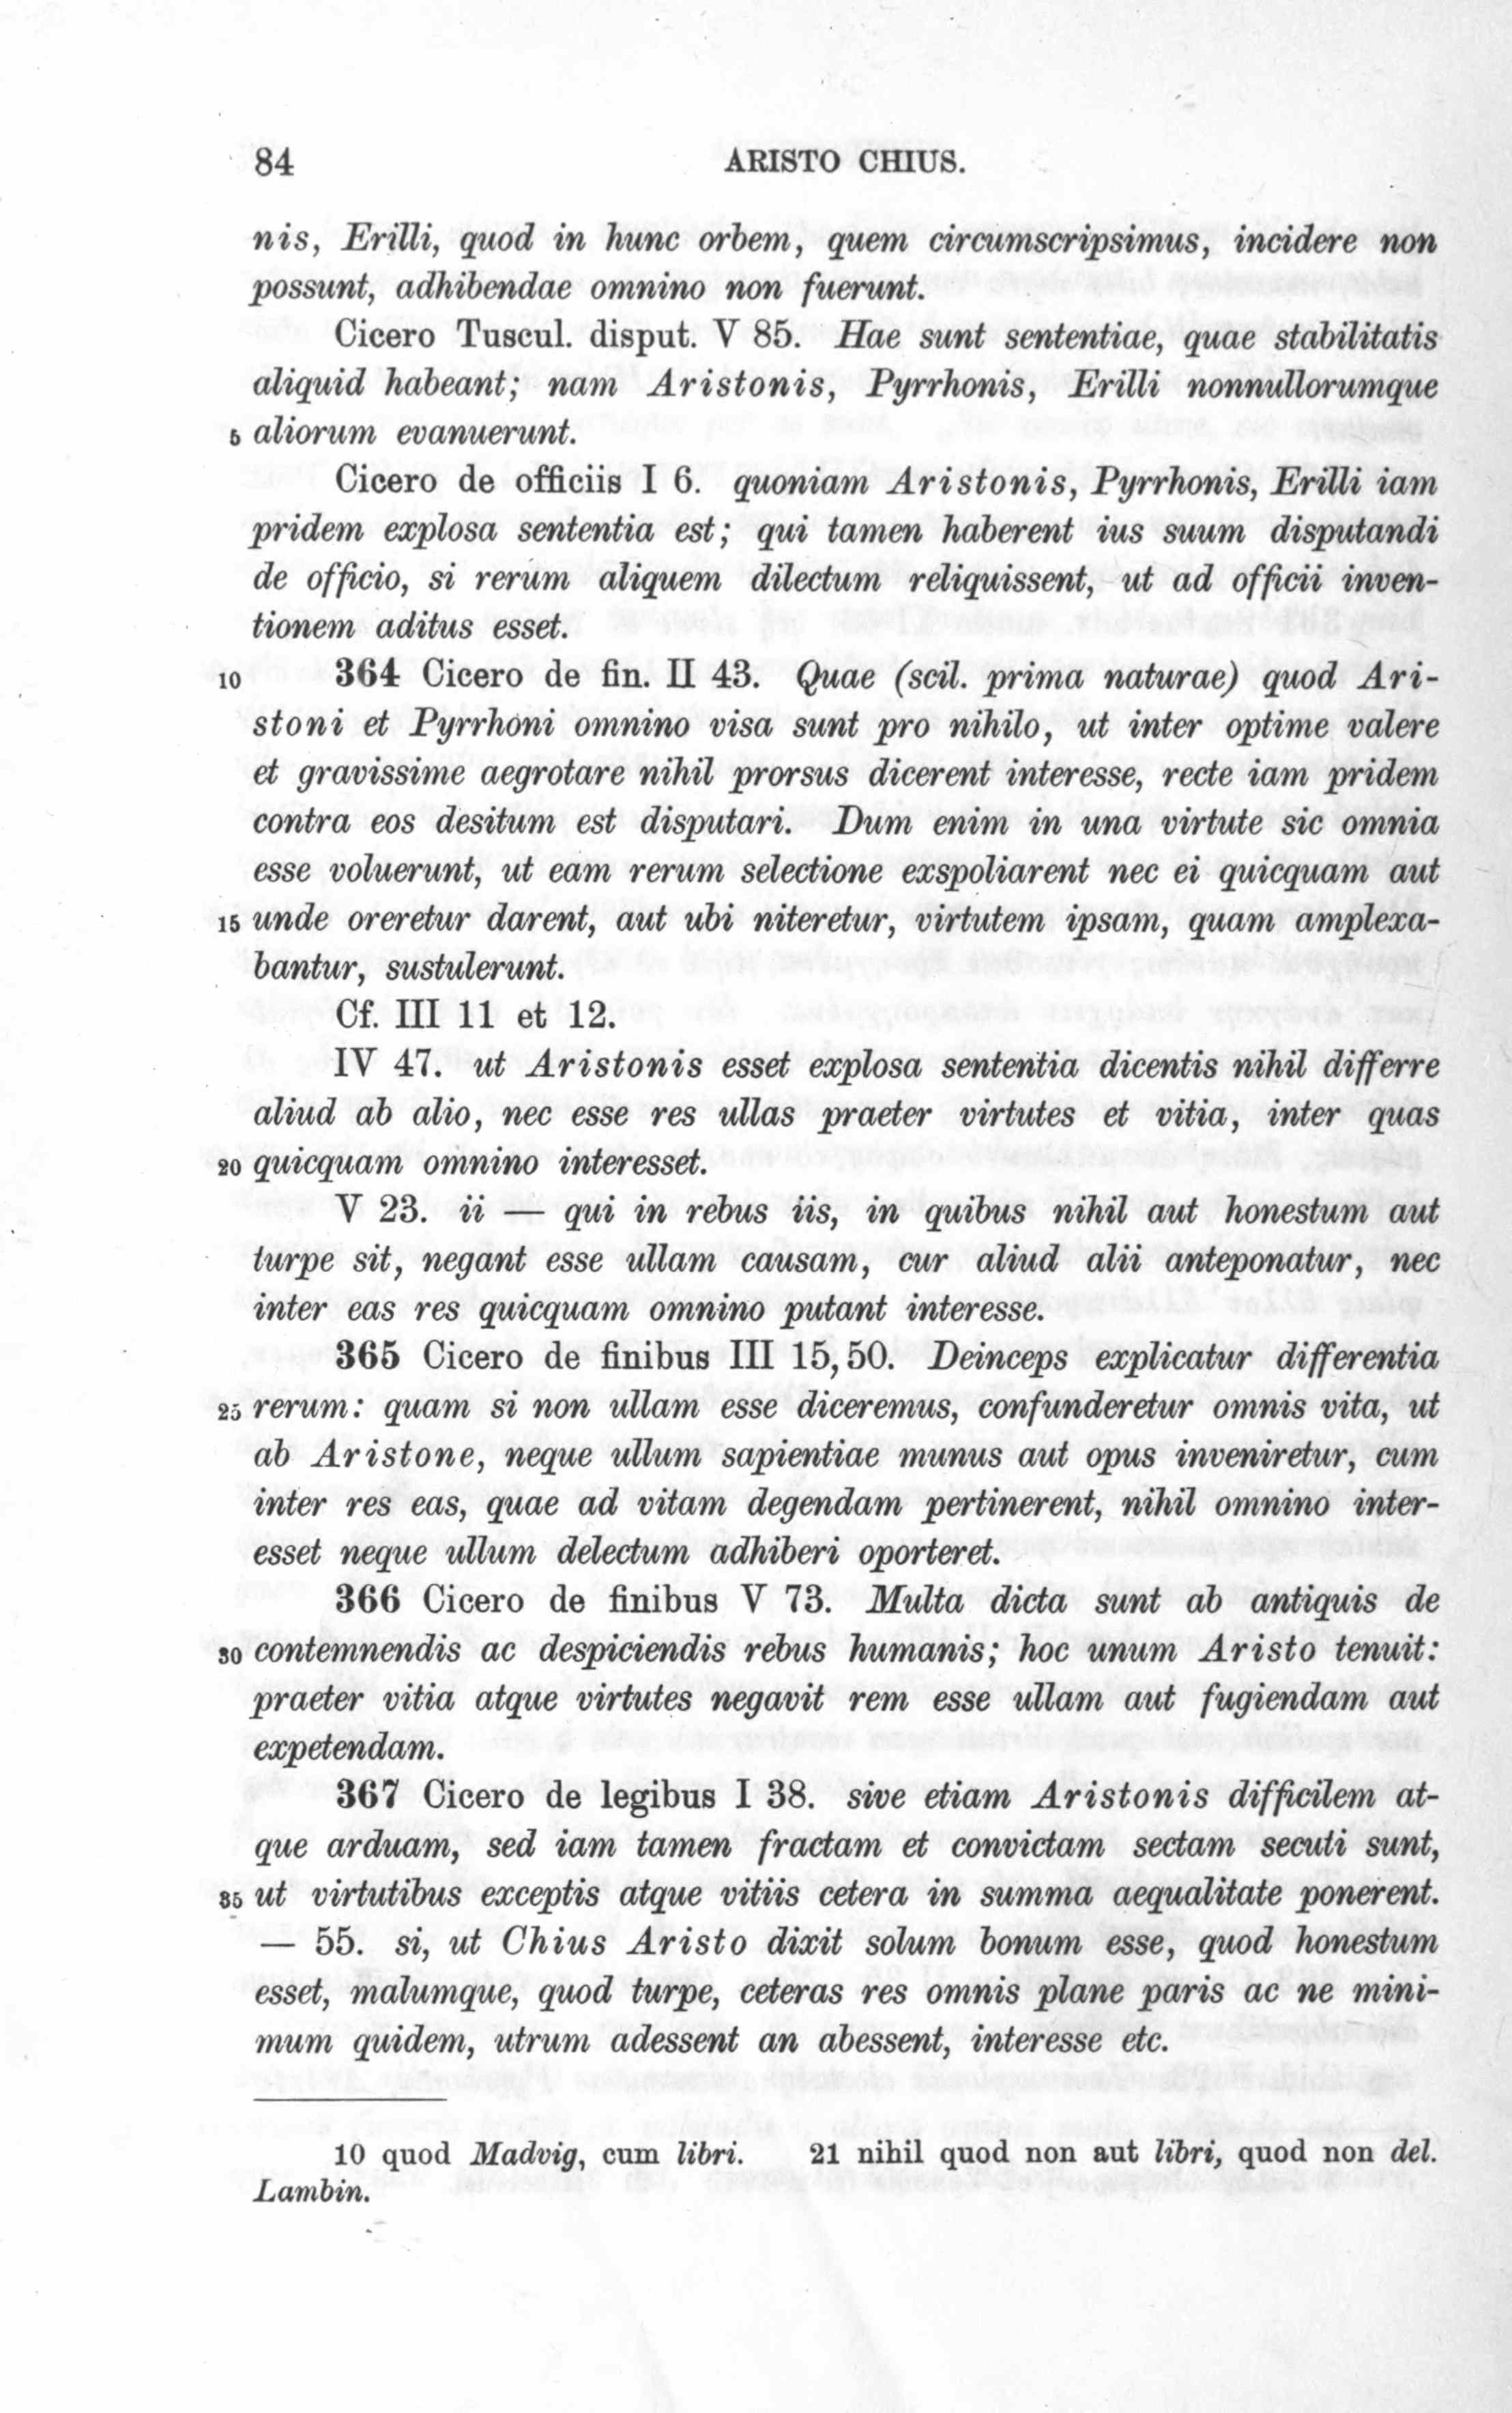 84
ARISTO CHIUS.
nis, Erilli, quod in hunc orbem, quem circumscripsimus, incidere non
possunt, adhibendae omnino non fuerunt.
Cicero Tuscul. disput. V 85. Hae sunt sententiae, quae stabilitatis
aliquid habeant; nam Aristonis, Pyrrhonis, Erilli nonnullorumque
5 aliorum evanuerunt.
Cicero de officiis I 6. quoniam Aristonis, Pyrrhonis, Erilli iam
pridem explosa sententia est; qui tamen haberent ius suum disputandi
de officio, si rerum aliquem dilectum reliquissent, ut ad officii inven-
tionem aditus esset.
10 364 Cicero de fin. II 43. Quae (scil. prima naturae) quod Ari-
stoni et Pyrrhoni omnino visa sunt pro nihilo, ut inter optime valere
et gravissime aegrotare nihil prorsus dicerent interesse, recte iam pridem
contra eos desitum est disputari. Dum enim in una virtute sic omnia
esse voluerunt, ut eam rerum selectione exspoliarent nec ei quicquam aut
15 unde oreretur darent, aut ubi niteretur, virtutem ipsam, quam amplexa-
bantur, sustulerunt.
Cf. III 11 et 12.
IV 47. ut Aristonis esset explosa sententia dicentis nihil differre
aliud ab alio, nec esse res ullas praeter virtutes et vitia, inter quas
20 quicquam omnino interesset.
V 23. ii — qui in rebus iis, in quibus nihil aut honestum aut
turpe sit, negant esse ullam causam, cur aliud alii anteponatur, nec
inter eas res quicquam omnino putant interesse.
365 Cicero de finibus III 15,50. Deinceps explicatur differentia
25 rerum: quam si non ullam esse diceremus, confunderetur omnis vita, ut
ab Aristone, neque ullum sapientiae munus aut opus inveniretur, cum
inter res eas, quae ad vitam degendam pertinerent, nihil omnino inter-
esset neque ullum delectum adhiberi oporteret.
366 Cicero de finibus V 73. Multa dicta sunt ab antiquis de
30 contemnendis ac despiciendis rebus humanis; hoc unum Aristo tenuit:
praeter vitia atque virtutes negavit rem esse ullam aut fugiendam aut
expetendam.
367 Cicero de legibus I 38. sive etiam Aristonis difficilem at-
que arduam, sed iam tamen fractam et convictam sectam secuti sunt,
35 ut virtutibus exceptis atque vitiis cetera in summa aequalitate ponerent.
— 55. si, ut Chius Aristo dixit solum bonum esse, quod honestum
esset, malumque, quod turpe, ceteras res omnis plane paris ac ne mini-
mum quidem, utrum adessent an abessent, interesse etc.
10 quod Madvig, cum libri. 21 nihil quod non aut libri, quod non del.
Lambin.